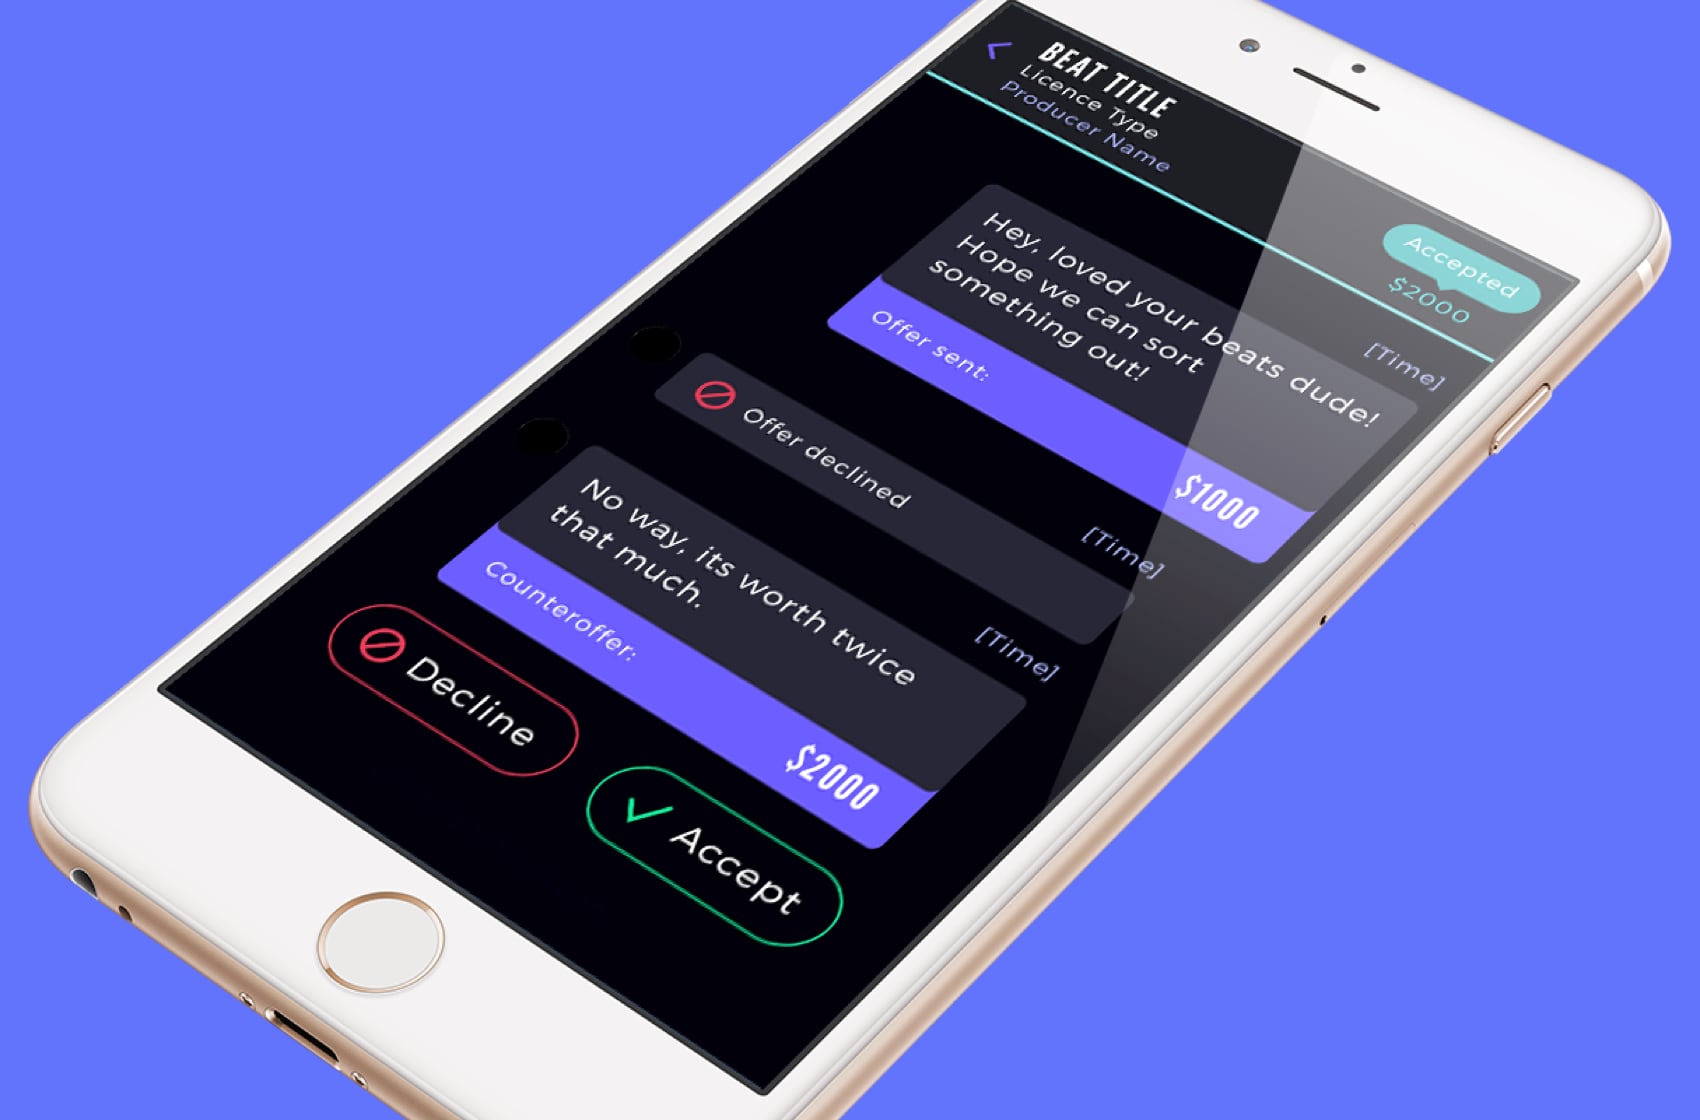 BEAT TITLE
Licence Type
Producer Name
Accepted
$2000
[Time]
Hey, loved your beats dude!
Hope we can sort
something out!
Offer sent:
$1000
[Time]
Offer declined
[Time]
No way, its worth twice
that much.
Counteroffer:
$2000
Decline
Accept